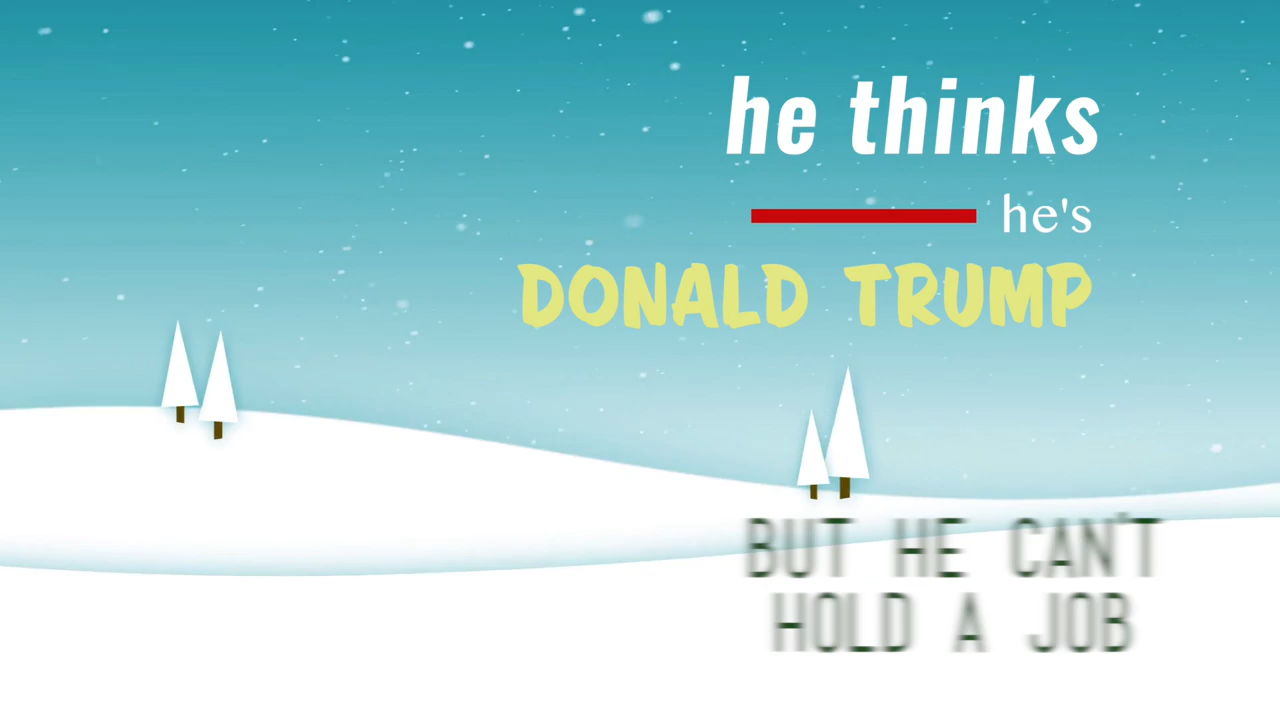 he thinks
he's
DONALD TRUMP
BUT HE CAN'T
HOLD A JOB